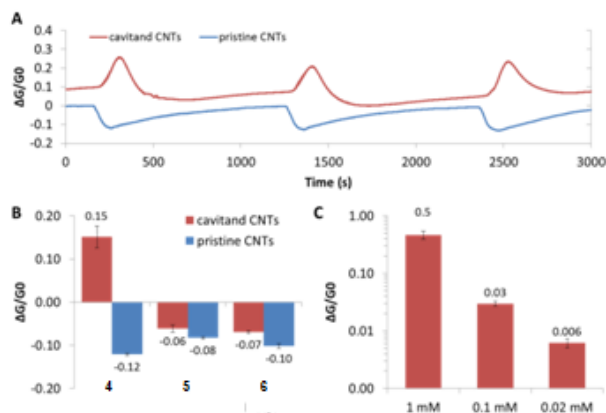 A
cavitand CNTs
pristine CNTs
ΔG/G0
0.4
0.3
0.2
0.1
0
-0.1
-0.2
0
500
1000
1500
2000
2500
3000
Time (s)
B
cavitand CNTs
pristine CNTs
ΔG/G0
0.20
0.10
0.00
-0.10
-0.20
0.15
-0.12
-0.06
-0.08
-0.07
-0.10
4
5
6
C
ΔG/G0
1.00
0.10
0.01
0.00
0.5
0.03
0.006
1 mM
0.1 mM
0.02 mM